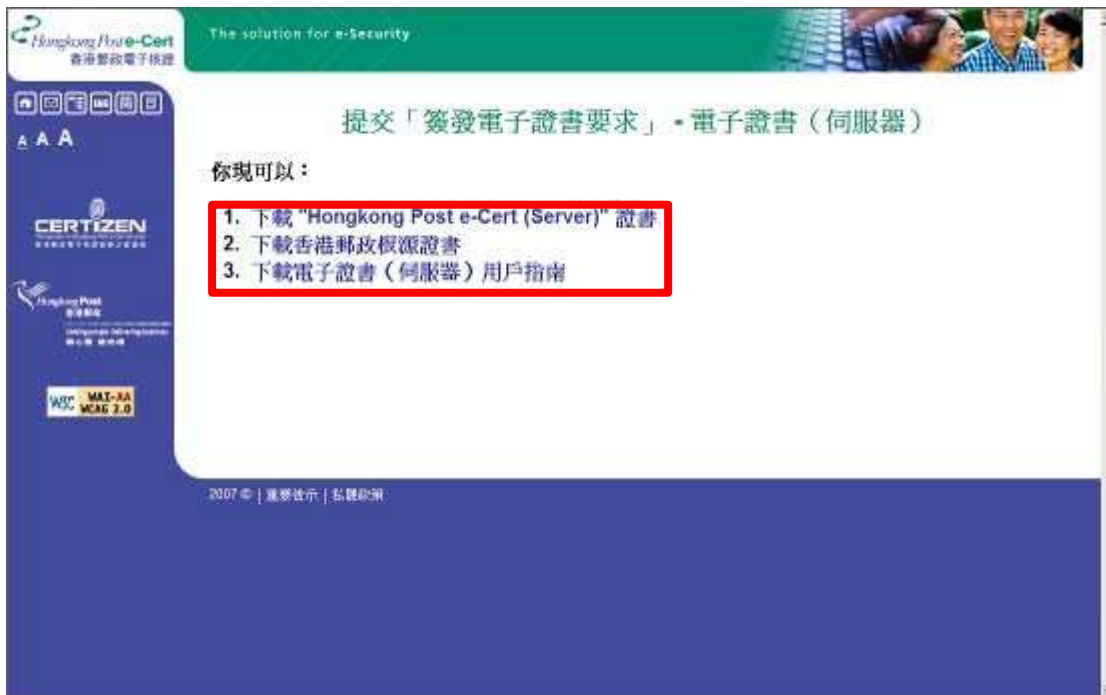 Hongkong Post e-Cert
香港郵政電子核證
The solution for e-Security
ENG 簡
A A A
提交「簽發電子證書要求」 - 電子證書（伺服器）
你現可以：
1. 下載 "Hongkong Post e-Cert (Server)" 證書
2. 下載香港郵政根源證書
3. 下載電子證書（伺服器）用戶指南
CERTIZEN
Hongkong Post
香港郵政
W3C WAI-AA
WCAG 2.0
2007 © | 重要告示 | 私隱政策